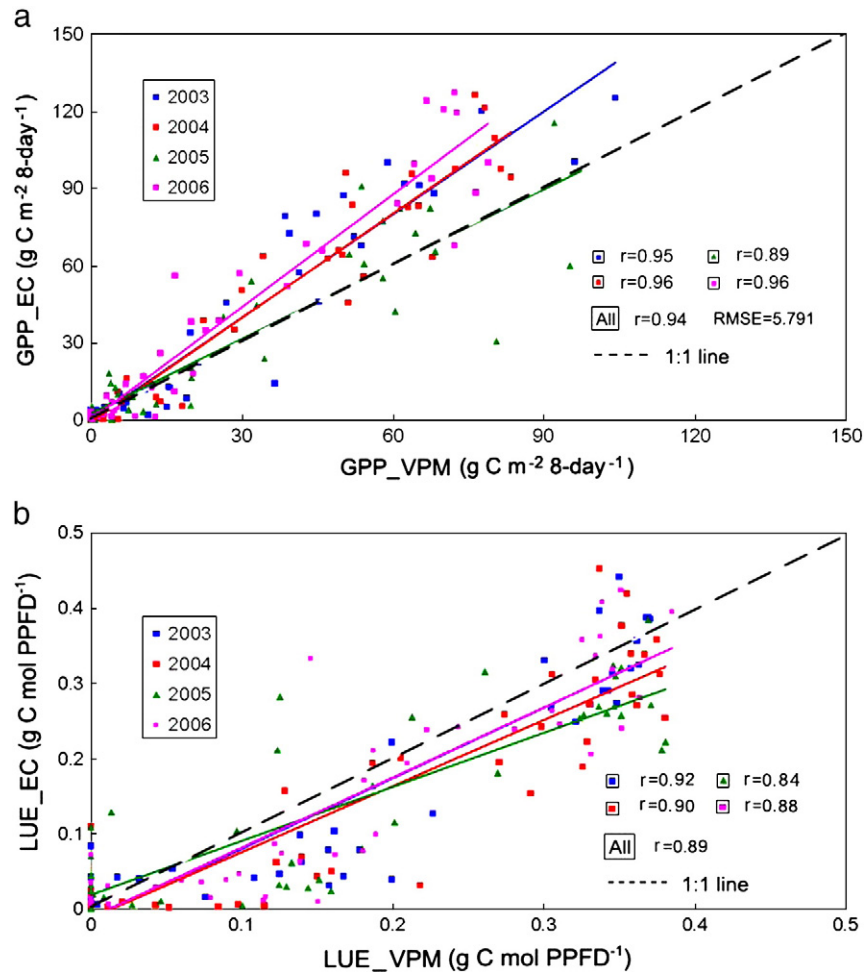 a
150
120
90
60
30
0
GPP_EC (g C m⁻² 8-day⁻¹)
2003
2004
2005
2006
r=0.95
r=0.89
r=0.96
r=0.96
All r=0.94 RMSE=5.791
1:1 line
0 30 60 90 120 150
GPP_VPM (g C m⁻² 8-day⁻¹)
b
0.5
0.4
0.3
0.2
0.1
0
LUE_EC (g C mol PPFD⁻¹)
2003
2004
2005
2006
r=0.92
r=0.84
r=0.90
r=0.88
All r=0.89
1:1 line
0 0.1 0.2 0.3 0.4 0.5
LUE_VPM (g C mol PPFD⁻¹)